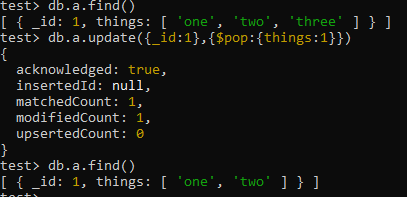 test> db.a.find()
[ { _id: 1, things: [ 'one', 'two', 'three' ] } ]
test> db.a.update({_id:1},{$pop:{things:1}})
{
  acknowledged: true,
  insertedId: null,
  matchedCount: 1,
  modifiedCount: 1,
  upsertedCount: 0
}
test> db.a.find()
[ { _id: 1, things: [ 'one', 'two' ] } ]
test>